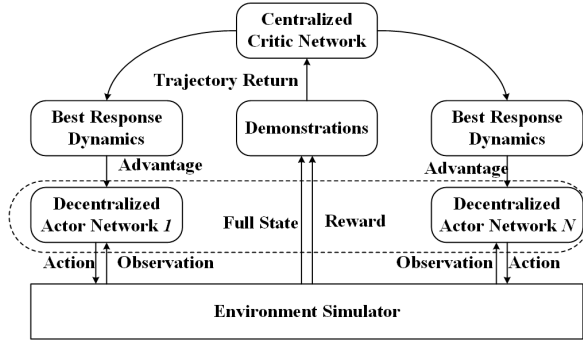 Centralized
Critic Network
Trajectory Return
Best Response
Dynamics
Demonstrations
Best Response
Dynamics
Advantage
Advantage
Decentralized
Actor Network 1
Full State
Reward
Decentralized
Actor Network N
Action
Observation
Observation
Action
Environment Simulator